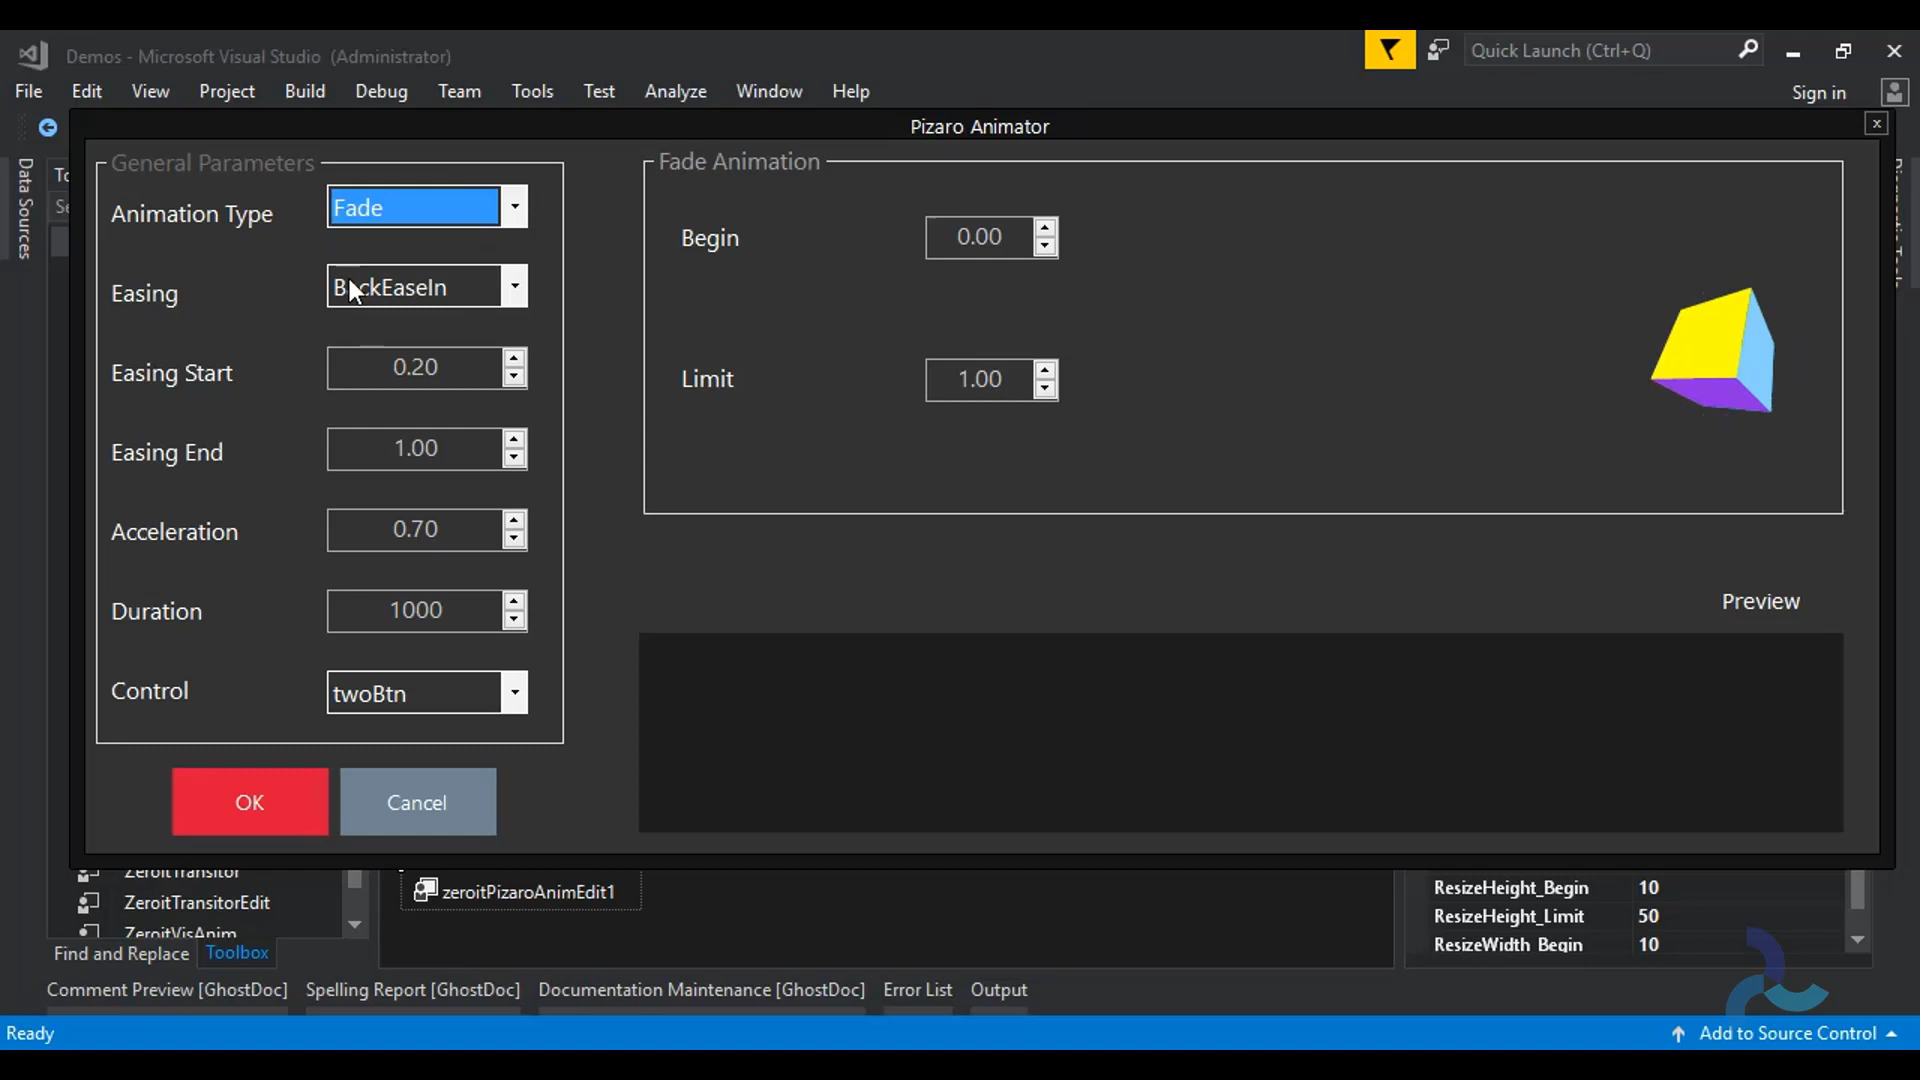 Demos - Microsoft Visual Studio (Administrator)
Quick Launch (Ctrl+Q)
File Edit View Project Build Debug Team Tools Test Analyze Window Help
Sign in
Pizaro Animator
x
Data Sources
General Parameters
Animation Type Fade
Easing BackEaseIn
Easing Start 0.20
Easing End 1.00
Acceleration 0.70
Duration 1000
Control twoBtn
OK Cancel
Fade Animation
Begin 0.00
Limit 1.00
Preview
ZeroitTransitor
ZeroitTransitorEdit
ZeroitVisAnim
Find and Replace Toolbox
zeroitPizaroAnimEdit1
ResizeHeight_Begin 10
ResizeHeight_Limit 50
ResizeWidth_Begin 10
Comment Preview [GhostDoc] Spelling Report [GhostDoc] Documentation Maintenance [GhostDoc] Error List Output
Ready
Add to Source Control